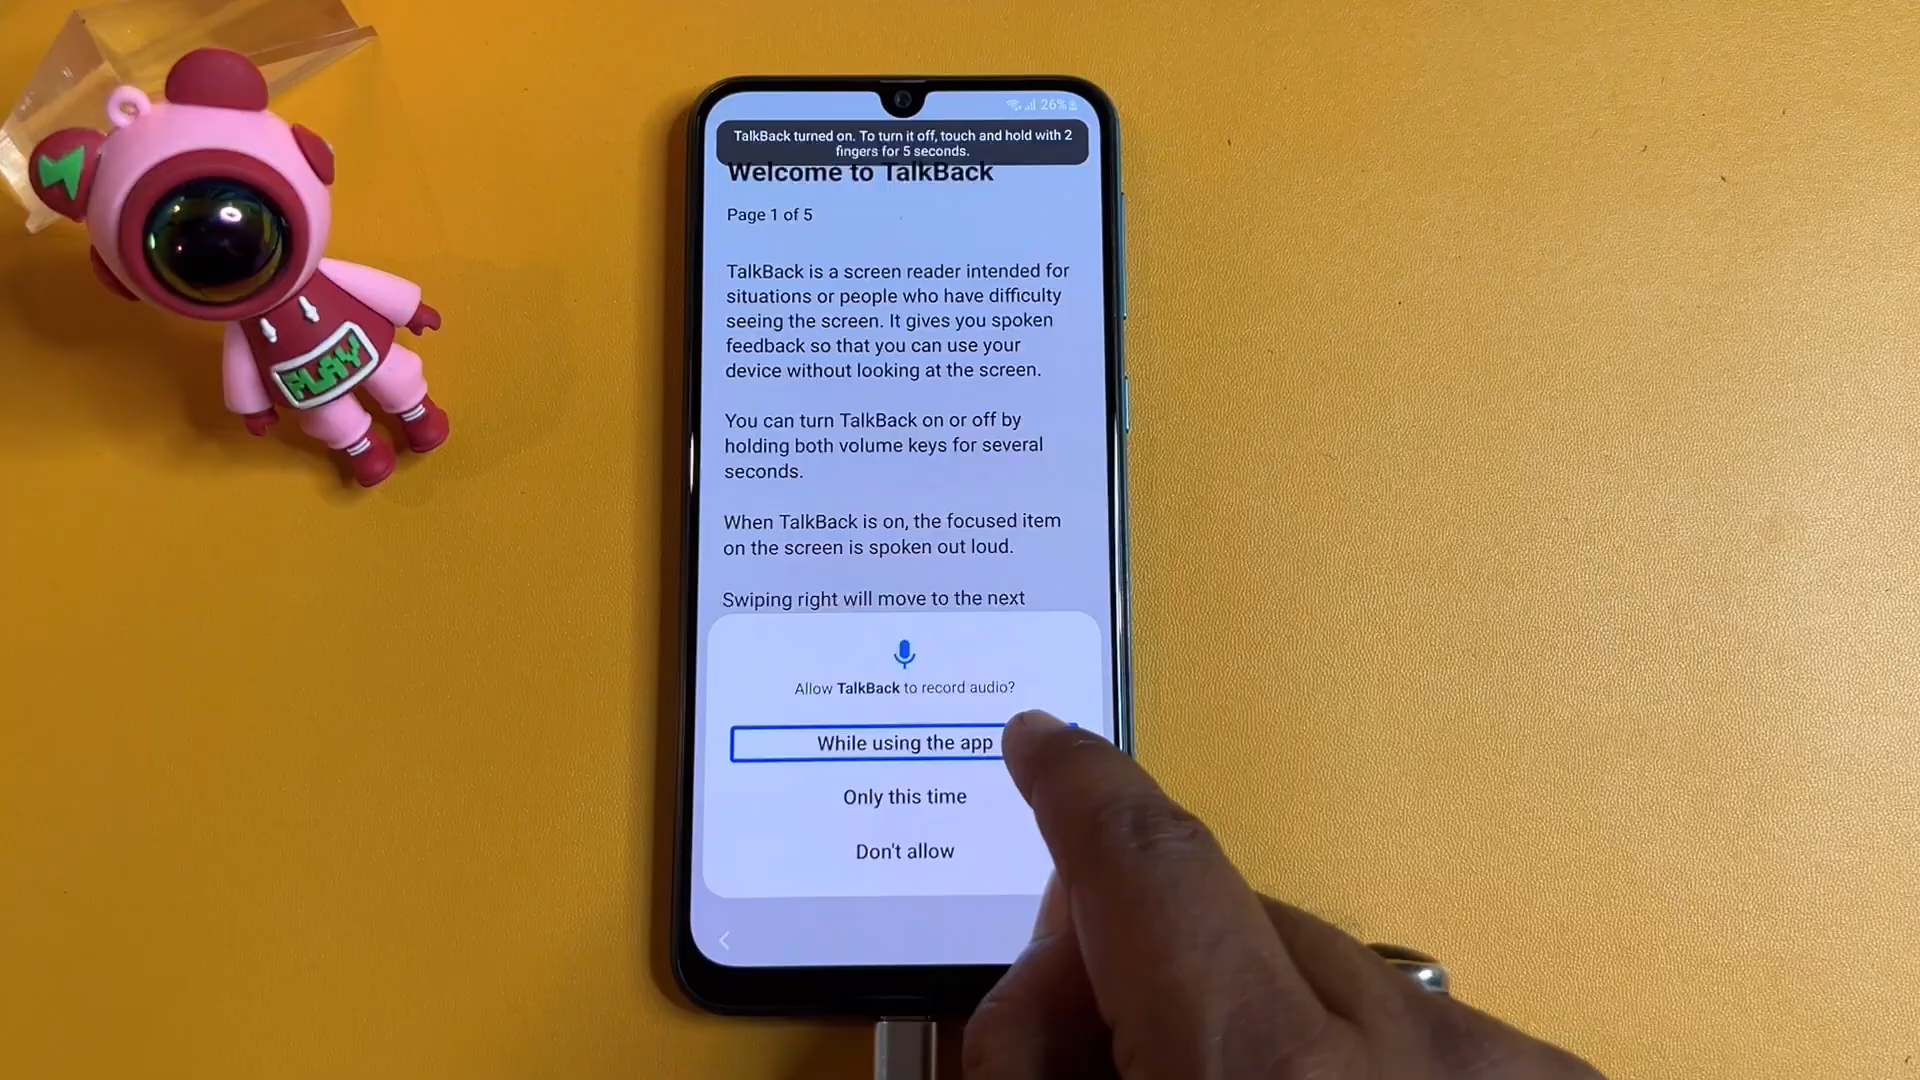 26%
TalkBack turned on. To turn it off, touch and hold with 2
fingers for 5 seconds.
Welcome to TalkBack
Page 1 of 5
TalkBack is a screen reader intended for
situations or people who have difficulty
seeing the screen. It gives you spoken
feedback so that you can use your
device without looking at the screen.
You can turn TalkBack on or off by
holding both volume keys for several
seconds.
When TalkBack is on, the focused item
on the screen is spoken out loud.
Swiping right will move to the next
Allow TalkBack to record audio?
While using the app
Only this time
Don't allow
PLAY